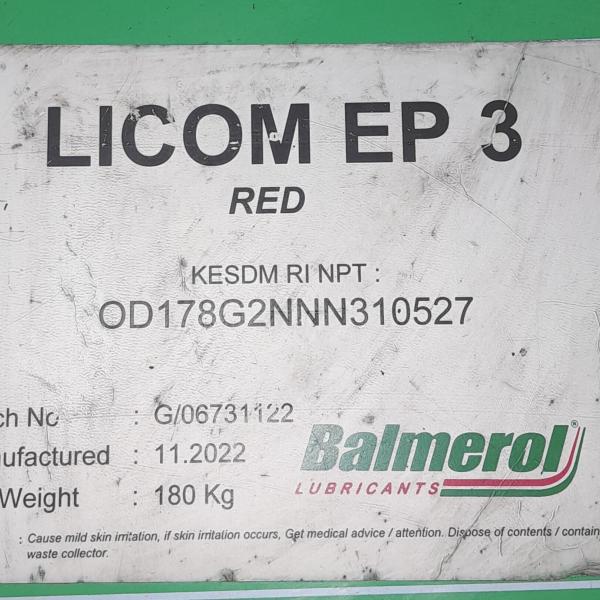 LICOM EP 3
RED
KESDM RI NPT :
OD178G2NNN310527
ch No : G/06731122
nufactured : 11.2022
Weight : 180 Kg
Balmerol®
LUBRICANTS
: Cause mild skin irritation, if skin irritation occurs, Get medical advice / attention. Dispose of contents / contain
waste collector.